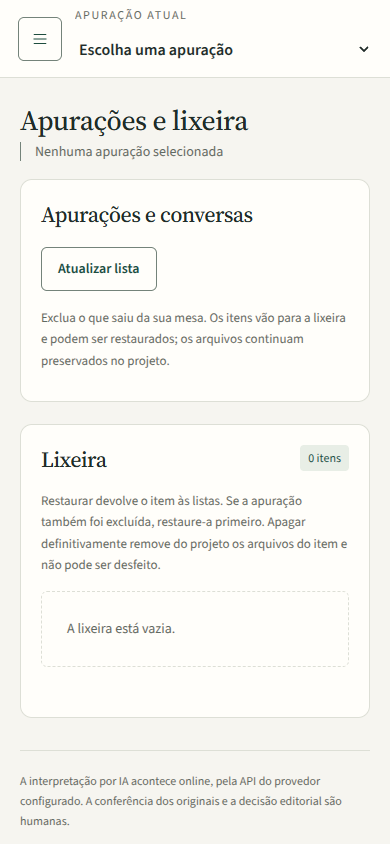 APURAÇÃO ATUAL
Escolha uma apuração
Apurações e lixeira
Nenhuma apuração selecionada
Apurações e conversas
Atualizar lista
Exclua o que saiu da sua mesa. Os itens vão para a lixeira
e podem ser restaurados; os arquivos continuam
preservados no projeto.
Lixeira
0 itens
Restaurar devolve o item às listas. Se a apuração
também foi excluída, restaure-a primeiro. Apagar
definitivamente remove do projeto os arquivos do item e
não pode ser desfeito.
A lixeira está vazia.
A interpretação por IA acontece online, pela API do provedor
configurado. A conferência dos originais e a decisão editorial são
humanas.